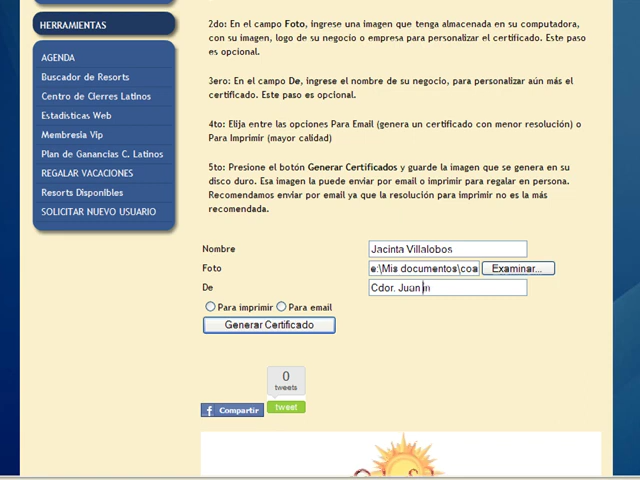 HERRAMIENTAS
AGENDA
Buscador de Resorts
Centro de Cierres Latinos
Estadísticas Web
Membresia Vip
Plan de Ganancias C. Latinos
REGALAR VACACIONES
Resorts Disponibles
SOLICITAR NUEVO USUARIO
2do: En el campo Foto, ingrese una imagen que tenga almacenada en su computadora,
con su imagen, logo de su negocio o empresa para personalizar el certificado. Este paso
es opcional.
3ero: En el campo De, ingrese el nombre de su negocio, para personalizar aún más el
certificado. Este paso es opcional.
4to: Elija entre las opciones Para Email (genera un certificado con menor resolución) o
Para Imprimir (mayor calidad)
5to: Presione el botón Generar Certificados y guarde la imagen que se genera en su
disco duro. Esa imagen la puede enviar por email o imprimir para regalar en persona.
Recomendamos enviar por email ya que la resolución para imprimir no es la más
recomendada.
Nombre Jacinta Villalobos
Foto e:\Mis documentos\coa Examinar...
De Cdor. Juan in
Para imprimir Para email
Generar Certificado
0
tweets
Compartir tweet